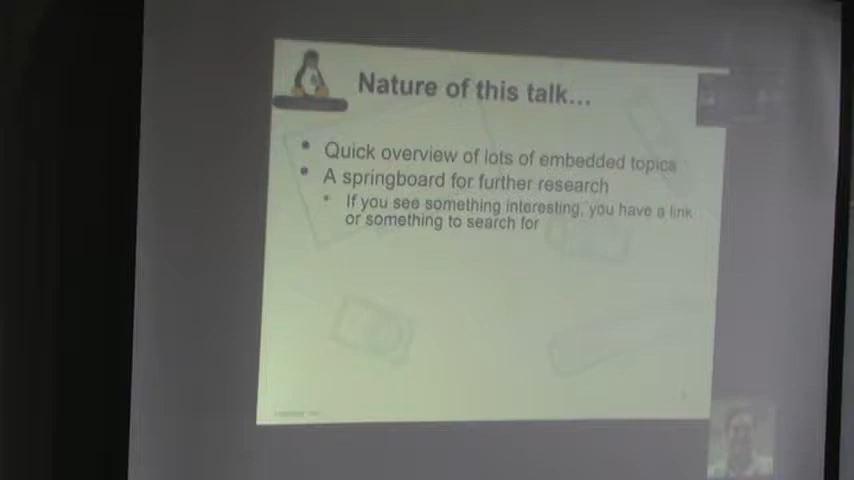 Nature of this talk...
• Quick overview of lots of embedded topics
• A springboard for further research
• If you see something interesting, you have a link
or something to search for